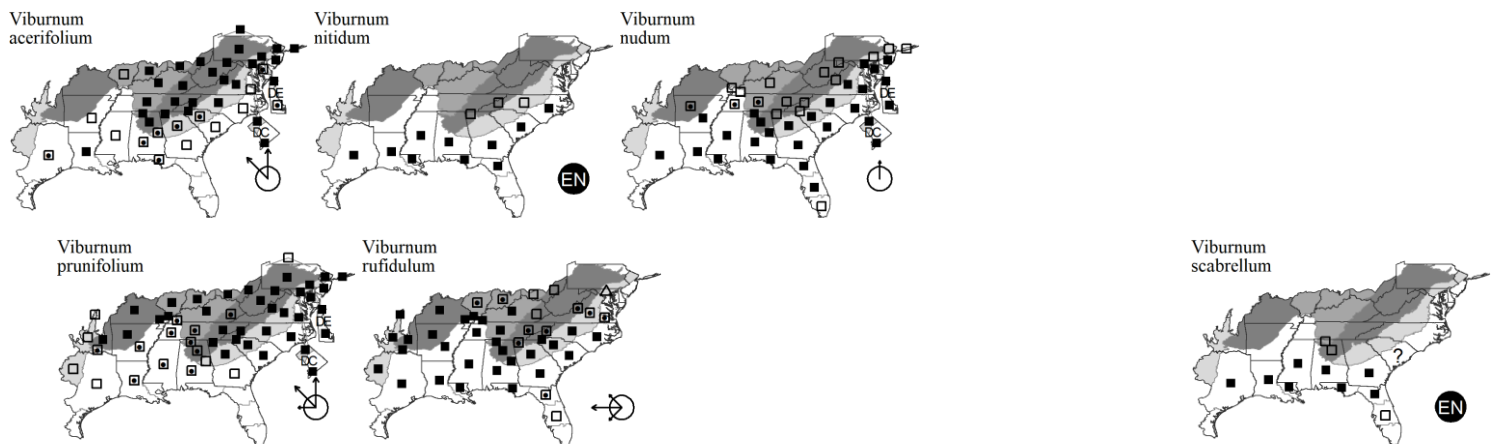 Viburnum
acerifolium
DE
DC
Viburnum
nitidum
EN
Viburnum
nudum
DE
DC
Viburnum
prunifolium
DE
DC
Viburnum
rufidulum
Viburnum
scabrellum
?
EN